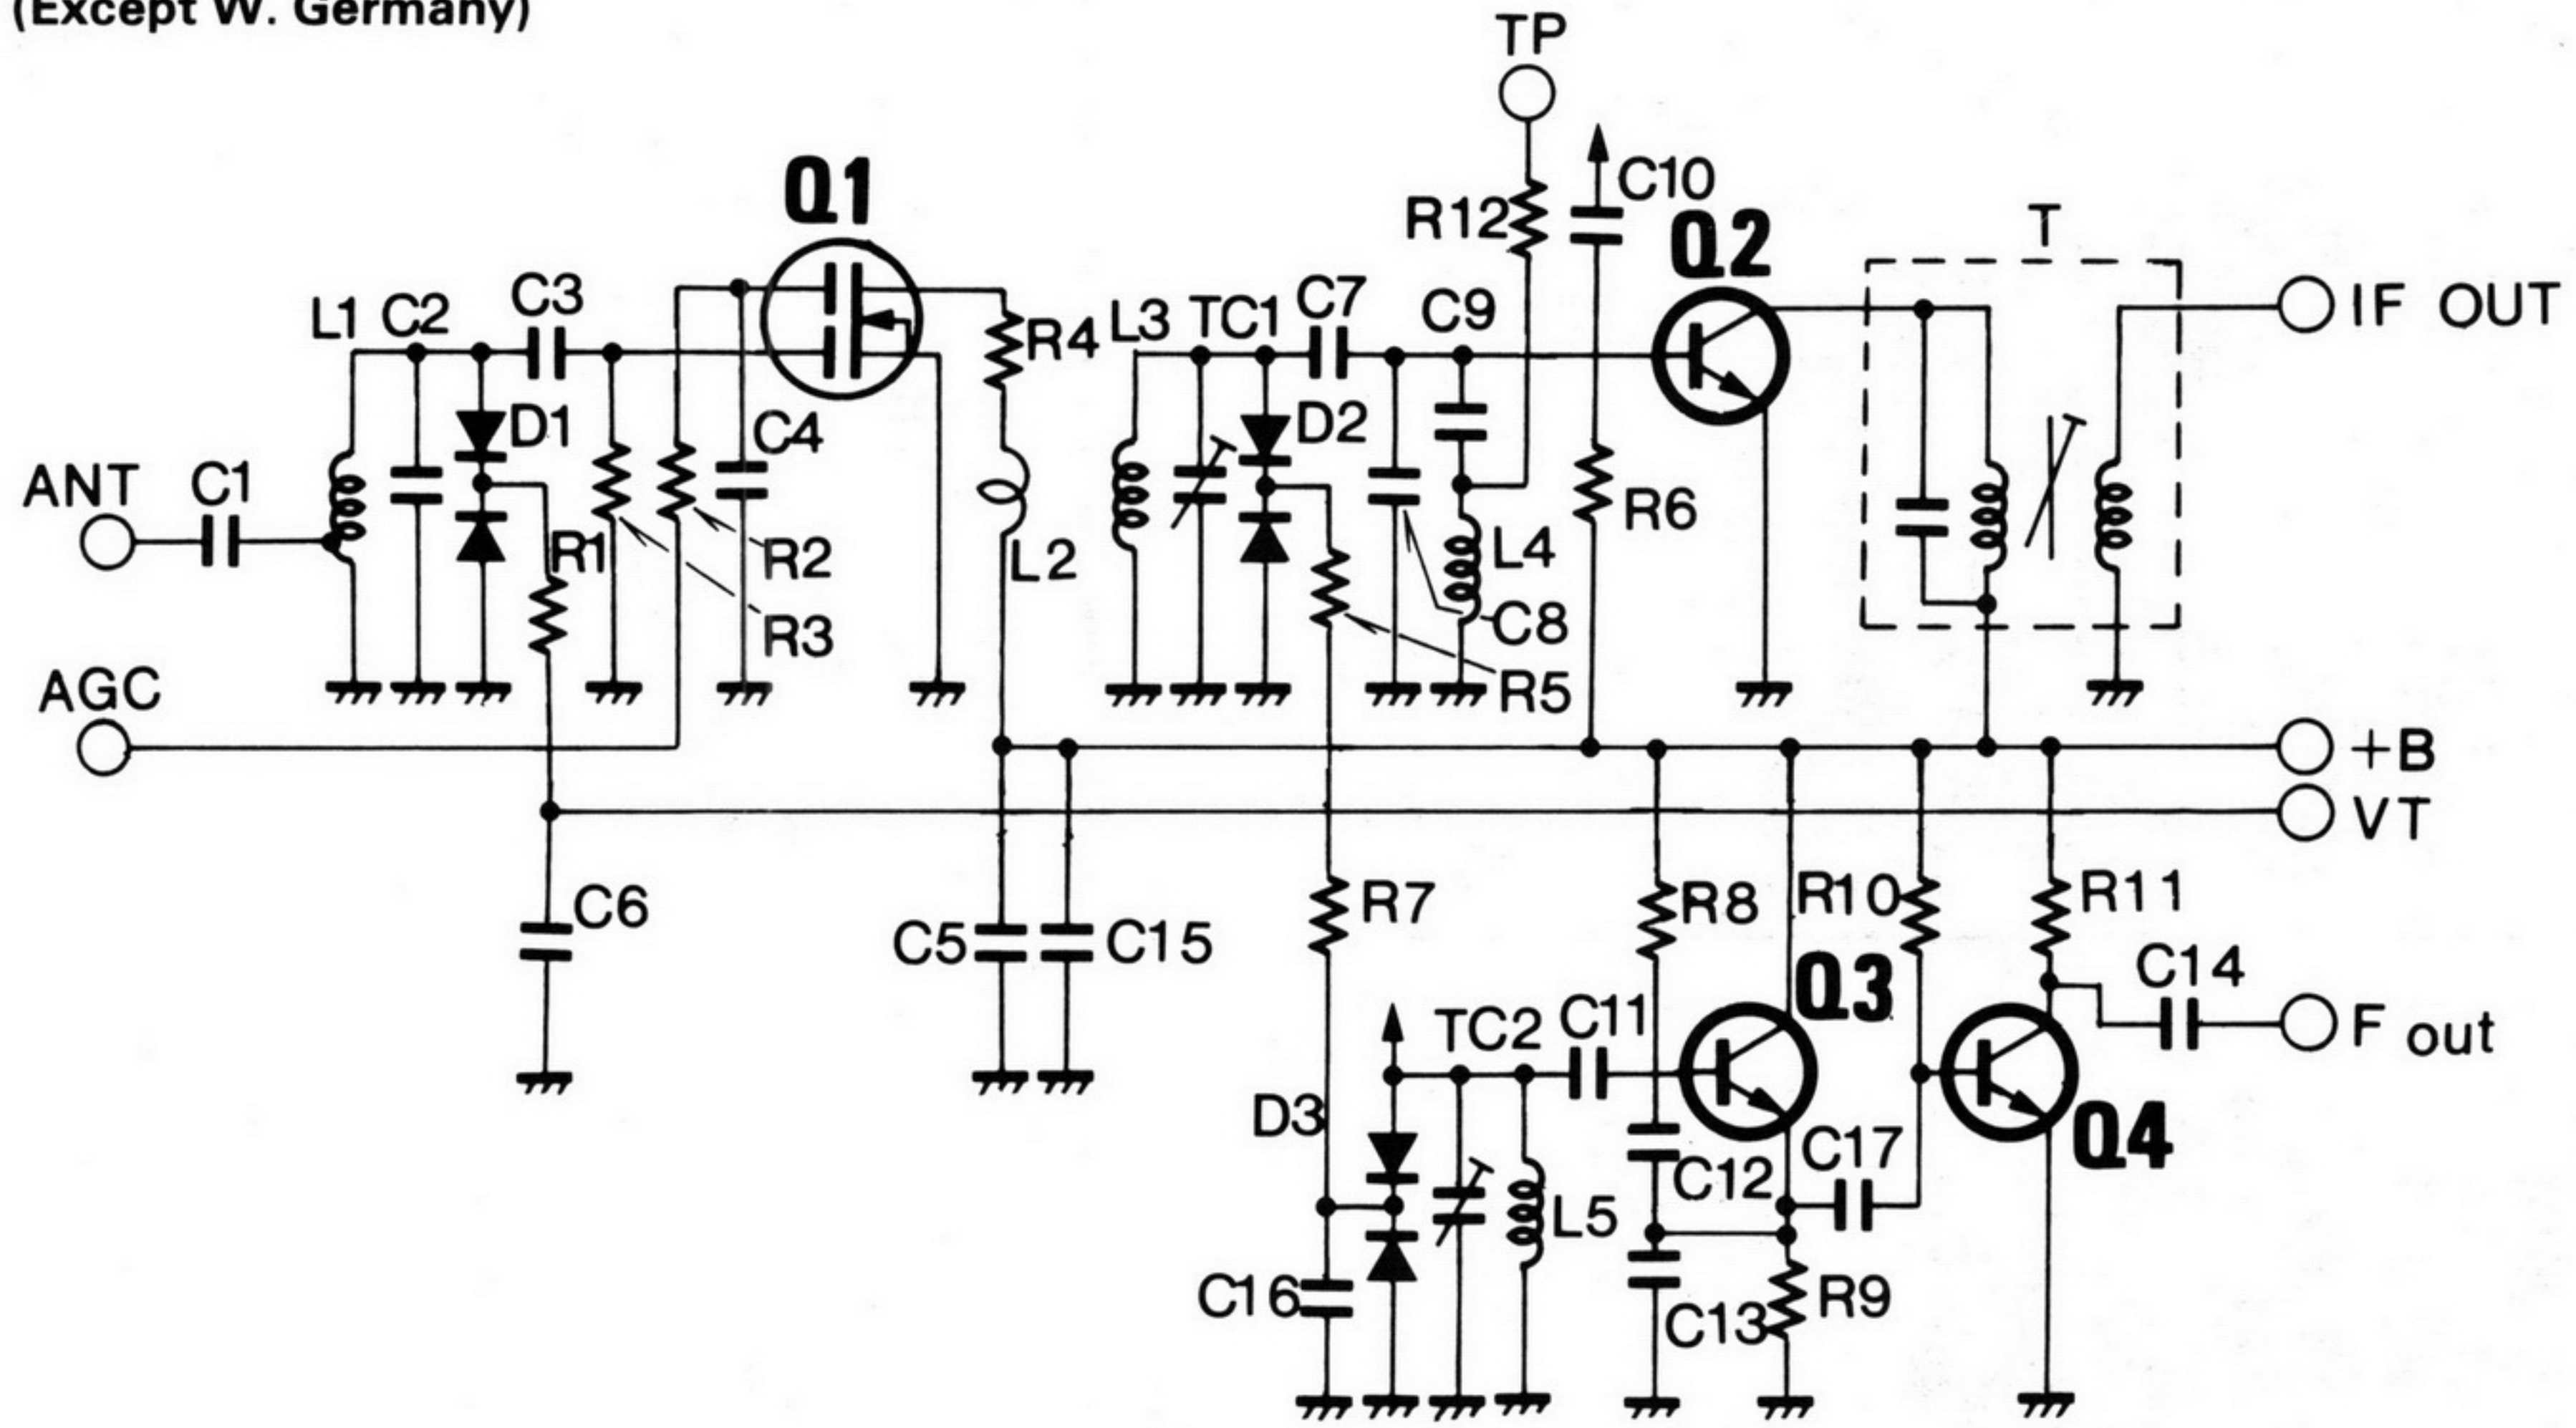 (Except W. Germany)
TP
Q1
C10
R12
Q2
T
L1 C2 C3
R4
L3 TC1 C7 C9
IF OUT
D1
C4
D2
ANT C1
R6
R1
R2
L2
L4
R3
C8
AGC
R5
+B
VT
C6
R7
R8
R10
R11
C5
C15
Q3
C14
TC2 C11
F out
D3
Q4
C17
C12
L5
C16
C13
R9